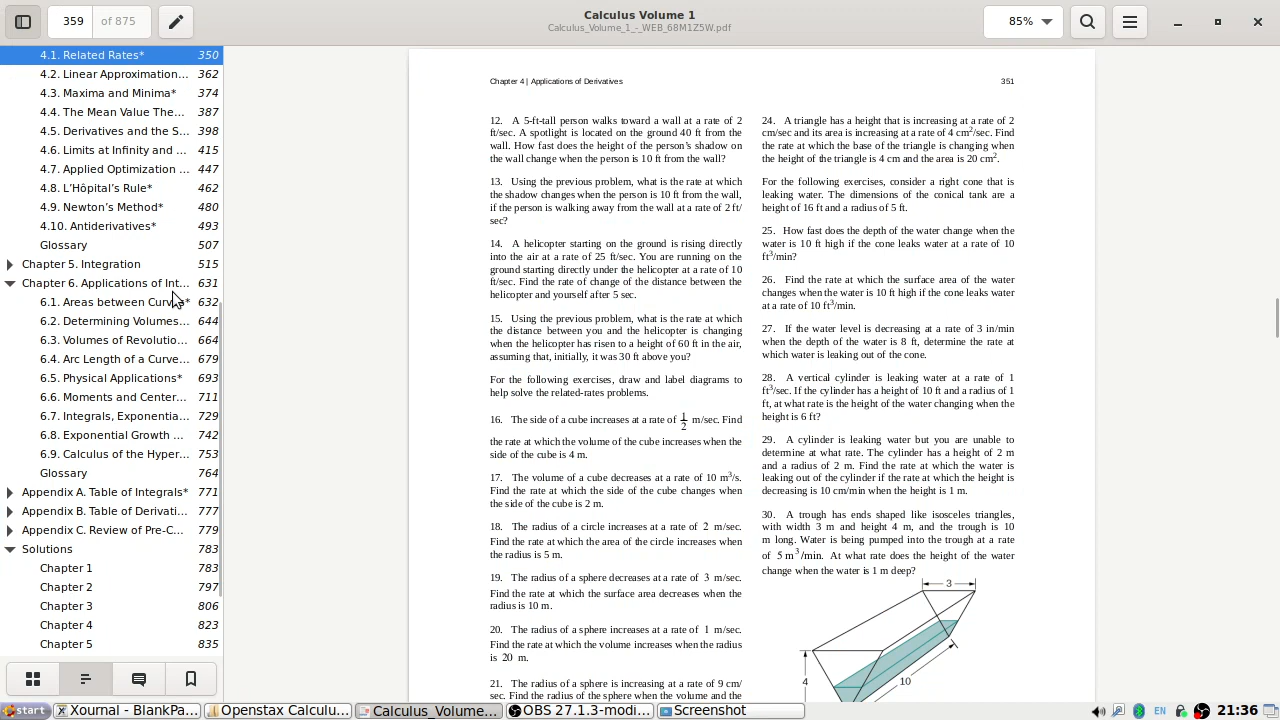 359 of 875
Calculus Volume 1
Calculus_Volume_1_-_WEB_68M1Z5W.pdf
85%
4.1. Related Rates* 350
4.2. Linear Approximation... 362
4.3. Maxima and Minima* 374
4.4. The Mean Value The... 387
4.5. Derivatives and the S... 398
4.6. Limits at Infinity and ... 415
4.7. Applied Optimization ... 447
4.8. L’Hôpital’s Rule* 462
4.9. Newton’s Method* 480
4.10. Antiderivatives* 493
Glossary 507
Chapter 5. Integration 515
Chapter 6. Applications of Int... 631
6.1. Areas between Curves* 632
6.2. Determining Volumes... 644
6.3. Volumes of Revolutio... 664
6.4. Arc Length of a Curve... 679
6.5. Physical Applications* 693
6.6. Moments and Center... 711
6.7. Integrals, Exponentia... 729
6.8. Exponential Growth ... 742
6.9. Calculus of the Hyper... 753
Glossary 764
Appendix A. Table of Integrals* 771
Appendix B. Table of Derivati... 777
Appendix C. Review of Pre-C... 779
Solutions 783
Chapter 1 783
Chapter 2 797
Chapter 3 806
Chapter 4 823
Chapter 5 835
Chapter 4 | Applications of Derivatives 351
12. A 5-ft-tall person walks toward a wall at a rate of 2
ft/sec. A spotlight is located on the ground 40 ft from the
wall. How fast does the height of the person’s shadow on
the wall change when the person is 10 ft from the wall?
13. Using the previous problem, what is the rate at which
the shadow changes when the person is 10 ft from the wall,
if the person is walking away from the wall at a rate of 2 ft/
sec?
14. A helicopter starting on the ground is rising directly
into the air at a rate of 25 ft/sec. You are running on the
ground starting directly under the helicopter at a rate of 10
ft/sec. Find the rate of change of the distance between the
helicopter and yourself after 5 sec.
15. Using the previous problem, what is the rate at which
the distance between you and the helicopter is changing
when the helicopter has risen to a height of 60 ft in the air,
assuming that, initially, it was 30 ft above you?
For the following exercises, draw and label diagrams to
help solve the related-rates problems.
16. The side of a cube increases at a rate of 1/2 m/sec. Find
the rate at which the volume of the cube increases when the
side of the cube is 4 m.
17. The volume of a cube decreases at a rate of 10 m³/s.
Find the rate at which the side of the cube changes when
the side of the cube is 2 m.
18. The radius of a circle increases at a rate of 2 m/sec.
Find the rate at which the area of the circle increases when
the radius is 5 m.
19. The radius of a sphere decreases at a rate of 3 m/sec.
Find the rate at which the surface area decreases when the
radius is 10 m.
20. The radius of a sphere increases at a rate of 1 m/sec.
Find the rate at which the volume increases when the radius
is 20 m.
21. The radius of a sphere is increasing at a rate of 9 cm/
sec. Find the radius of the sphere when the volume and the
24. A triangle has a height that is increasing at a rate of 2
cm/sec and its area is increasing at a rate of 4 cm²/sec. Find
the rate at which the base of the triangle is changing when
the height of the triangle is 4 cm and the area is 20 cm².
For the following exercises, consider a right cone that is
leaking water. The dimensions of the conical tank are a
height of 16 ft and a radius of 5 ft.
25. How fast does the depth of the water change when the
water is 10 ft high if the cone leaks water at a rate of 10
ft³/min?
26. Find the rate at which the surface area of the water
changes when the water is 10 ft high if the cone leaks water
at a rate of 10 ft³/min.
27. If the water level is decreasing at a rate of 3 in/min
when the depth of the water is 8 ft, determine the rate at
which water is leaking out of the cone.
28. A vertical cylinder is leaking water at a rate of 1
ft³/sec. If the cylinder has a height of 10 ft and a radius of 1
ft, at what rate is the height of the water changing when the
height is 6 ft?
29. A cylinder is leaking water but you are unable to
determine at what rate. The cylinder has a height of 2 m
and a radius of 2 m. Find the rate at which the water is
leaking out of the cylinder if the rate at which the height is
decreasing is 10 cm/min when the height is 1 m.
30. A trough has ends shaped like isosceles triangles,
with width 3 m and height 4 m, and the trough is 10
m long. Water is being pumped into the trough at a rate
of 5 m³/min. At what rate does the height of the water
change when the water is 1 m deep?
3
4
10
start
Xournal - BlankPa...
Openstax Calculu...
Calculus_Volume...
OBS 27.1.3-modi...
Screenshot
EN
21:36